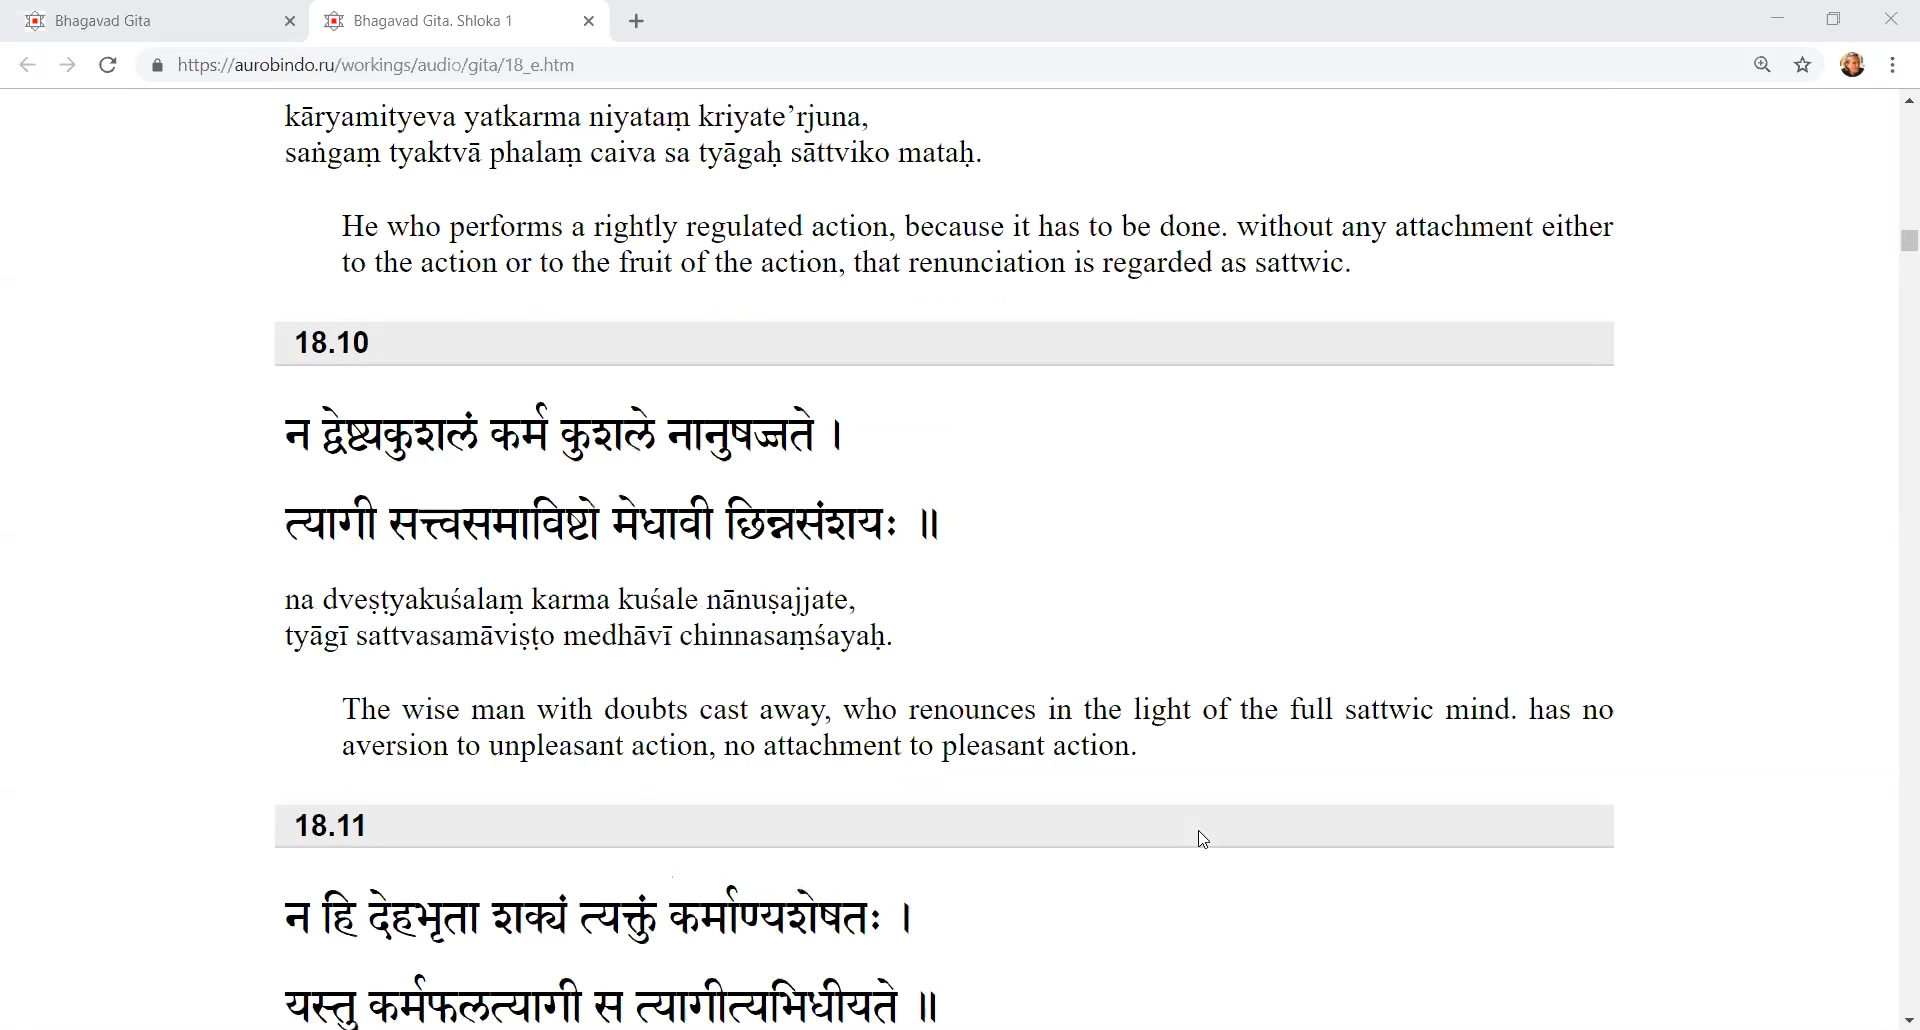 Bhagavad Gita
Bhagavad Gita. Shloka 1
https://aurobindo.ru/workings/audio/gita/18_e.htm
kāryamityeva yatkarma niyataṃ kriyate’rjuna,
saṅgaṃ tyaktvā phalaṃ caiva sa tyāgaḥ sāttviko mataḥ.
He who performs a rightly regulated action, because it has to be done. without any attachment either
to the action or to the fruit of the action, that renunciation is regarded as sattwic.
18.10
न द्वेष्ट्यकुशलं कर्म कुशले नानुषज्जते ।
त्यागी सत्त्वसमाविष्टो मेधावी छिन्नसंशयः ॥
na dveṣṭyakuśalaṃ karma kuśale nānuṣajjate,
tyāgī sattvasamāviṣṭo medhāvī chinnasaṃśayaḥ.
The wise man with doubts cast away, who renounces in the light of the full sattwic mind. has no
aversion to unpleasant action, no attachment to pleasant action.
18.11
न हि देहभृता शक्यं त्यक्तुं कर्माण्यशेषतः ।
यस्तु कर्मफलत्यागी स त्यागीत्यभिधीयते ॥